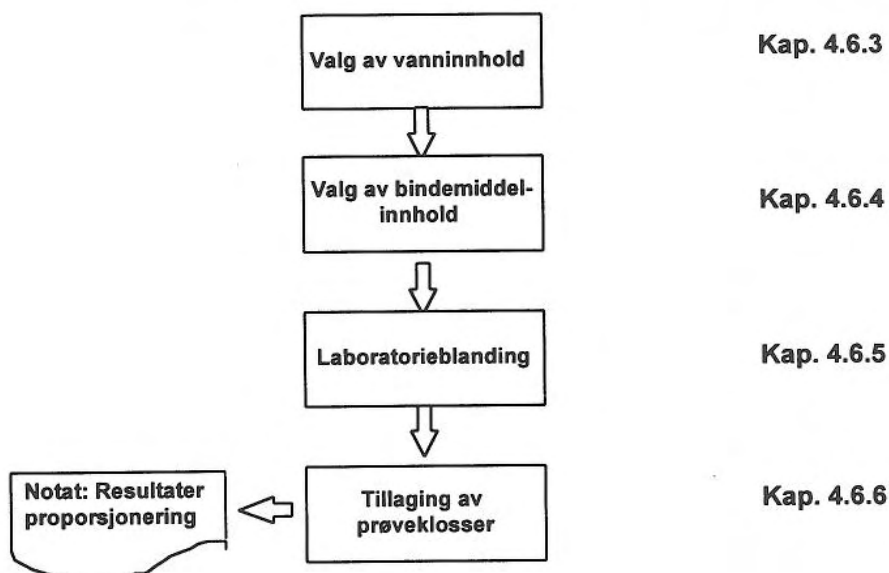 Valg av vanninnhold
Kap. 4.6.3
Valg av bindemiddel-
innhold
Kap. 4.6.4
Laboratorieblanding
Kap. 4.6.5
Notat: Resultater
proporsjonering
Tillaging av
prøveklosser
Kap. 4.6.6